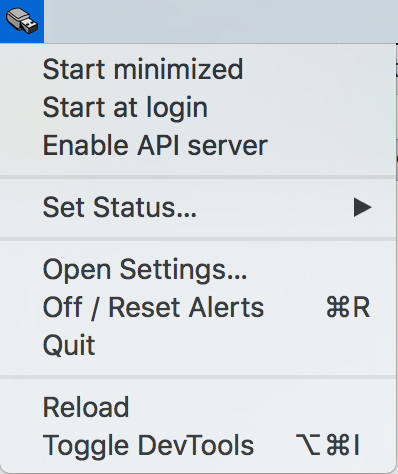 Start minimized
Start at login
Enable API server
Set Status... ▶
Open Settings...
Off / Reset Alerts ⌘R
Quit
Reload
Toggle DevTools ⌥⌘I